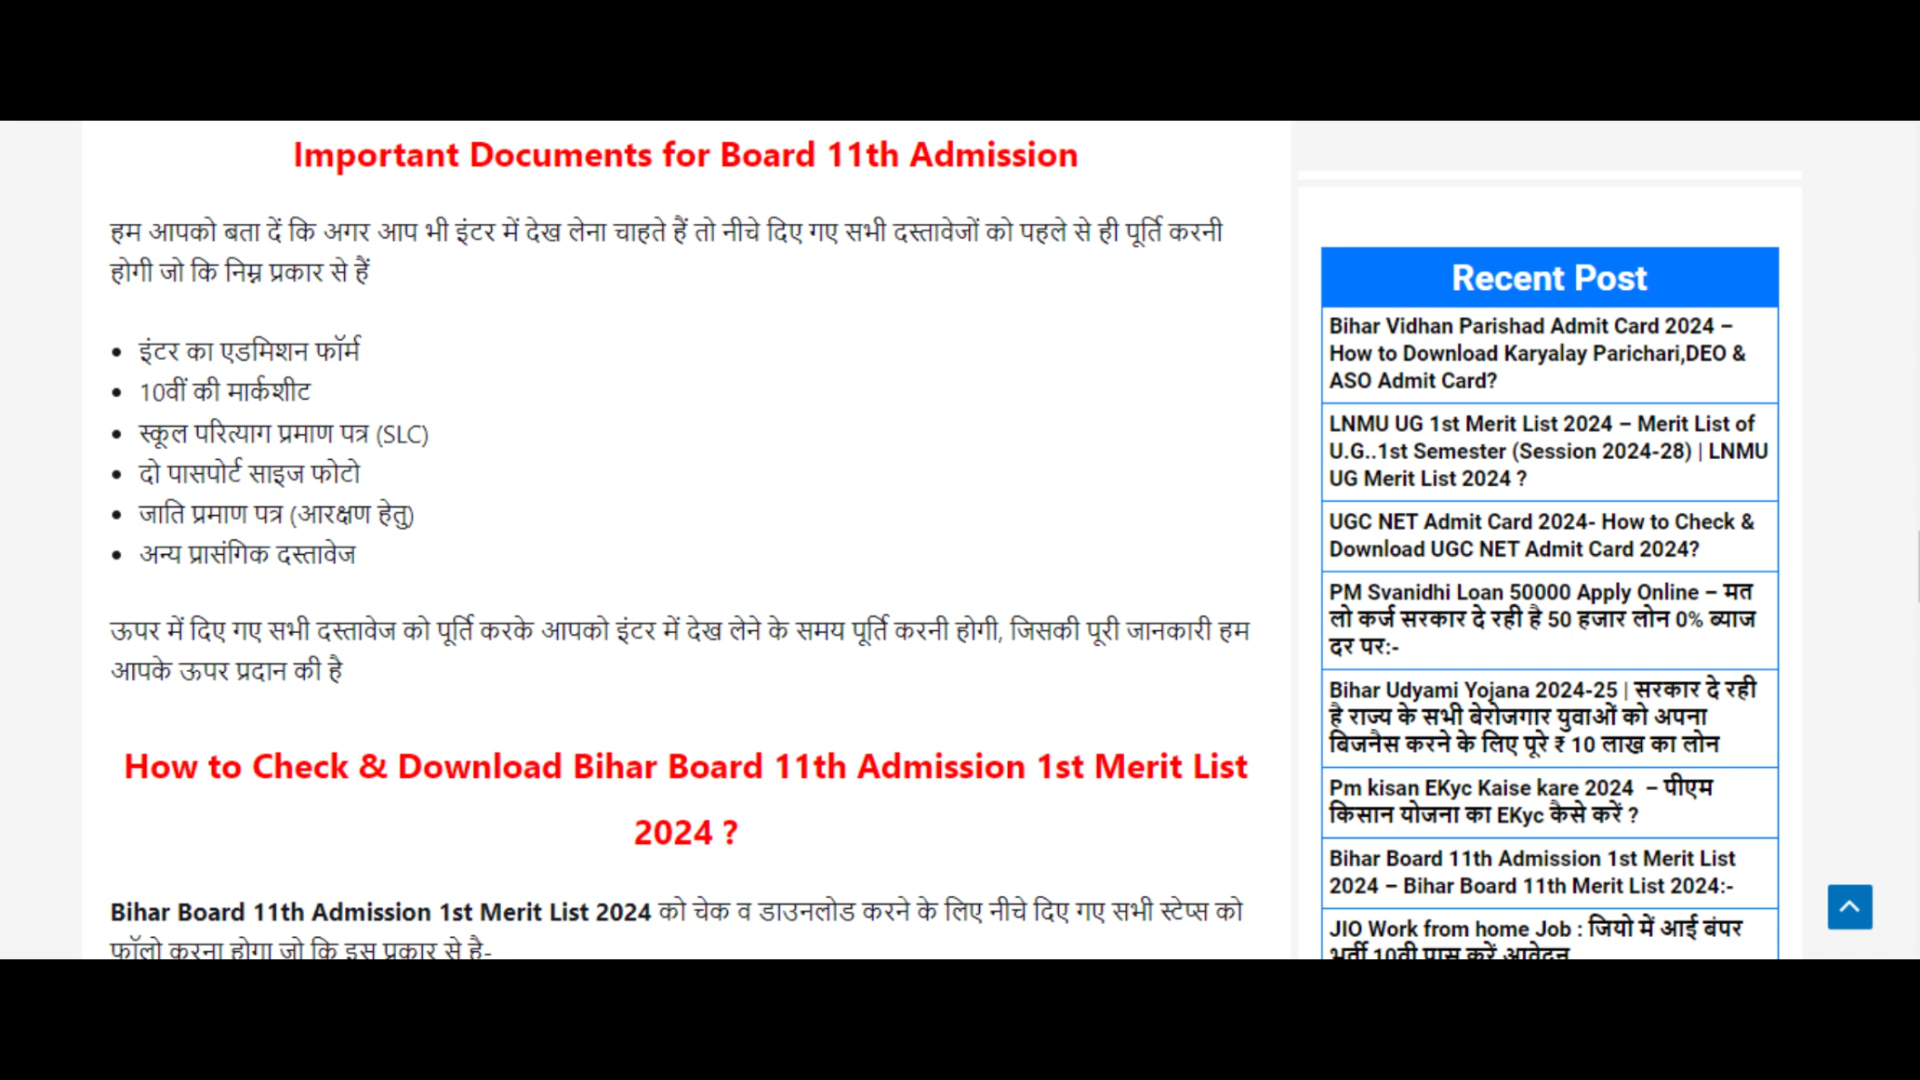 Important Documents for Board 11th Admission
हम आपको बता दें कि अगर आप भी इंटर में देख लेना चाहते हैं तो नीचे दिए गए सभी दस्तावेजों को पहले से ही पूर्ति करनी
होगी जो कि निम्न प्रकार से हैं
• इंटर का एडमिशन फॉर्म
• 10वीं की मार्कशीट
• स्कूल परित्याग प्रमाण पत्र (SLC)
• दो पासपोर्ट साइज फोटो
• जाति प्रमाण पत्र (आरक्षण हेतु)
• अन्य प्रासंगिक दस्तावेज
ऊपर में दिए गए सभी दस्तावेज को पूर्ति करके आपको इंटर में देख लेने के समय पूर्ति करनी होगी, जिसकी पूरी जानकारी हम
आपके ऊपर प्रदान की है
How to Check & Download Bihar Board 11th Admission 1st Merit List
2024 ?
Bihar Board 11th Admission 1st Merit List 2024 को चेक व डाउनलोड करने के लिए नीचे दिए गए सभी स्टेप्स को
फॉलो करना होगा जो कि इस प्रकार से है-
Recent Post
Bihar Vidhan Parishad Admit Card 2024 –
How to Download Karyalay Parichari,DEO &
ASO Admit Card?
LNMU UG 1st Merit List 2024 – Merit List of
U.G..1st Semester (Session 2024-28) | LNMU
UG Merit List 2024 ?
UGC NET Admit Card 2024- How to Check &
Download UGC NET Admit Card 2024?
PM Svanidhi Loan 50000 Apply Online – मत
लो कर्ज सरकार दे रही है 50 हजार लोन 0% ब्याज
दर पर:-
Bihar Udyami Yojana 2024-25 | सरकार दे रही
है राज्य के सभी बेरोजगार युवाओं को अपना
बिजनैस करने के लिए पूरे ₹ 10 लाख का लोन
Pm kisan EKyc Kaise kare 2024 – पीएम
किसान योजना का EKyc कैसे करें ?
Bihar Board 11th Admission 1st Merit List
2024 – Bihar Board 11th Merit List 2024:-
JIO Work from home Job : जियो में आई बंपर
भर्ती 10वी पास करें आवेदन